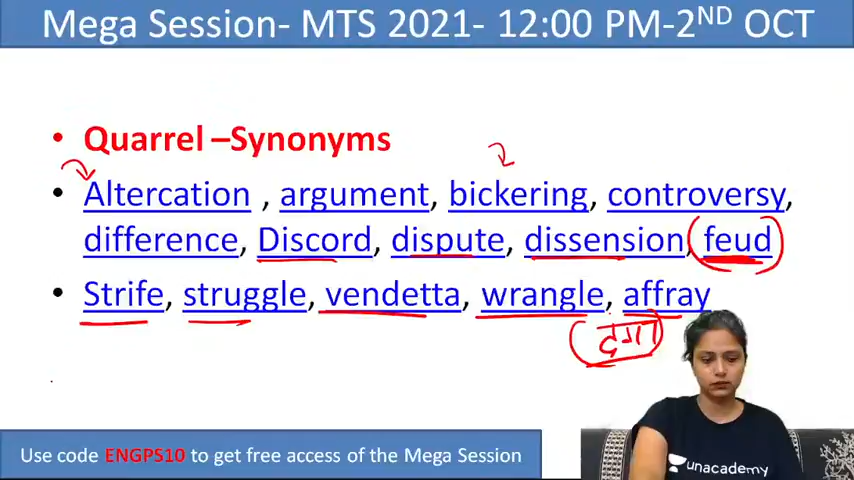 Mega Session- MTS 2021- 12:00 PM-2ND OCT
• Quarrel –Synonyms
• Altercation , argument, bickering, controversy,
difference, Discord, dispute, dissension, feud
• Strife, struggle, vendetta, wrangle, affray
दंगा
unacademy
Use code ENGPS10 to get free access of the Mega Session